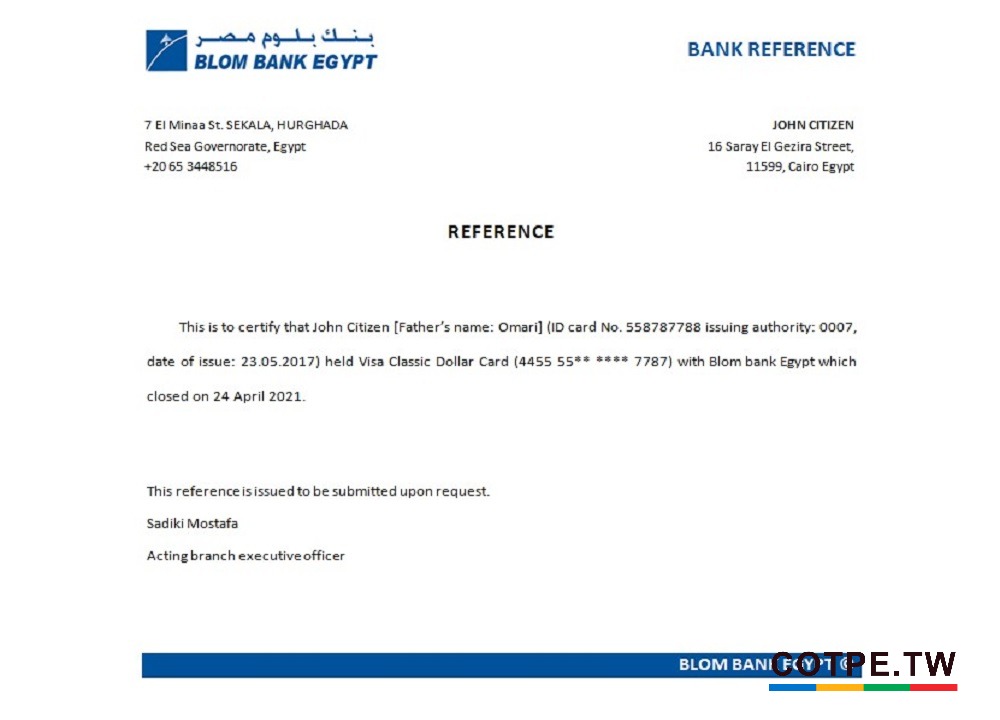 بنك بلوم مصر
BLOM BANK EGYPT
BANK REFERENCE
7 El Minaa St. SEKALA, HURGHADA
Red Sea Governorate, Egypt
+20 65 3448516
JOHN CITIZEN
16 Saray El Gezira Street,
11599, Cairo Egypt
REFERENCE
This is to certify that John Citizen [Father's name: Omari] (ID card No. 558787788 issuing authority: 0007,
date of issue: 23.05.2017) held Visa Classic Dollar Card (4455 55** **** 7787) with Blom bank Egypt which
closed on 24 April 2021.
This reference is issued to be submitted upon request.
Sadiki Mostafa
Acting branch executive officer
BLOM BANK EGYPT ©
COTPE.TW